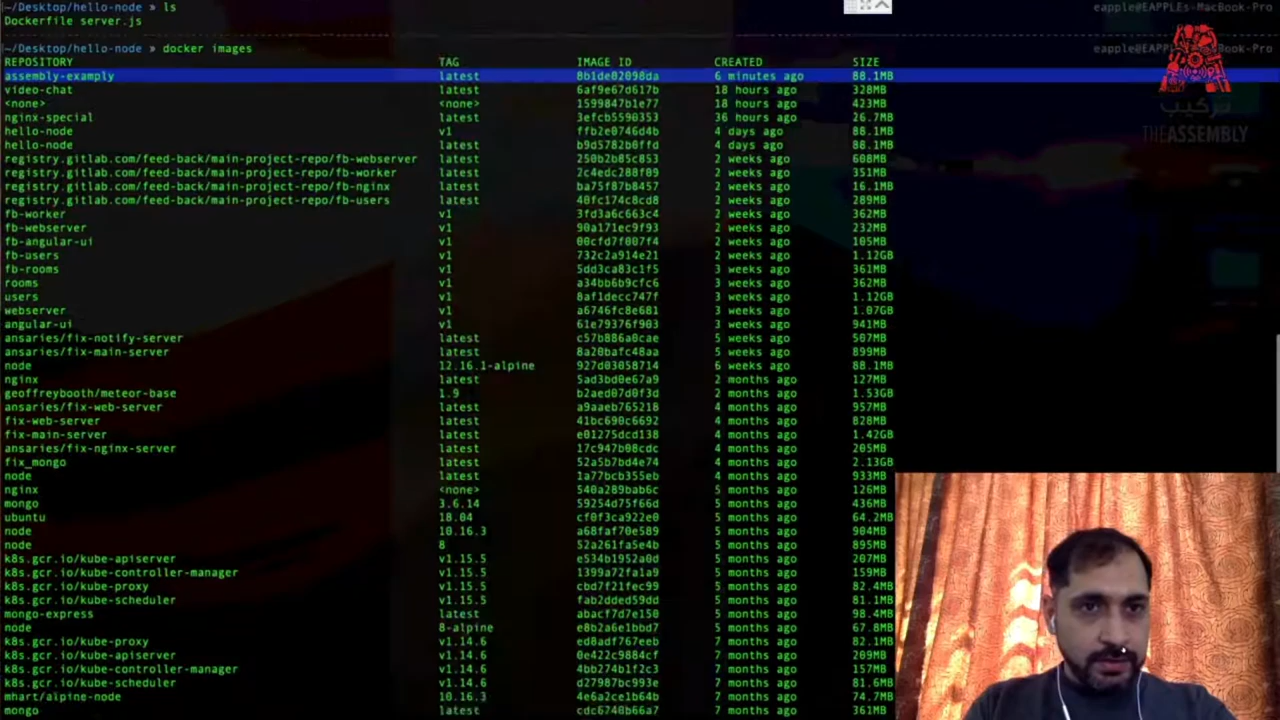 ~/Desktop/hello-node » ls eapple@EAPPLEs-MacBook-Pro
Dockerfile server.js
~/Desktop/hello-node » docker images eapple@EAPPLEs-MacBook-Pro
REPOSITORY TAG IMAGE ID CREATED SIZE
assembly-examply latest 8b1de02098da 6 minutes ago 88.1MB
video-chat latest 6af9e67d617b 18 hours ago 328MB
<none> <none> 1599847b1e77 18 hours ago 423MB
nginx-special latest 3efcb5590353 36 hours ago 26.7MB
hello-node v1 ffb2e0746d4b 4 days ago 88.1MB
hello-node latest b9d5782b0ffd 4 days ago 88.1MB
registry.gitlab.com/feed-back/main-project-repo/fb-webserver latest 250b2b85c853 2 weeks ago 608MB
registry.gitlab.com/feed-back/main-project-repo/fb-worker latest 2c4edc288f09 2 weeks ago 351MB
registry.gitlab.com/feed-back/main-project-repo/fb-nginx latest ba75f87b8457 2 weeks ago 16.1MB
registry.gitlab.com/feed-back/main-project-repo/fb-users latest 40fc174c8cd8 2 weeks ago 289MB
fb-worker v1 3fd3a6c663c4 2 weeks ago 362MB
fb-webserver v1 90a171ec9f93 2 weeks ago 232MB
fb-angular-ui v1 00cfd7f007f4 2 weeks ago 105MB
fb-users v1 732c2a914e21 2 weeks ago 1.12GB
fb-rooms v1 5dd3ca83c1f5 3 weeks ago 361MB
rooms v1 a34bb6b9cfc6 3 weeks ago 362MB
users v1 8af1decc747f 3 weeks ago 1.12GB
webserver v1 a6746fc8e681 3 weeks ago 1.07GB
angular-ui v1 61e79376f903 3 weeks ago 941MB
ansaries/fix-notify-server latest c57b886a0cae 5 weeks ago 507MB
ansaries/fix-main-server latest 8a20bafc48aa 5 weeks ago 899MB
node 12.16.1-alpine 927d03058714 6 weeks ago 88.1MB
nginx latest 5ad3bd0e67a9 2 months ago 127MB
geoffreybooth/meteor-base 1.9 b2aed07d0f3d 2 months ago 1.53GB
ansaries/fix-web-server latest a9aaeb765218 4 months ago 957MB
fix-web-server latest 41bc690c6692 4 months ago 828MB
fix-main-server latest e01275dcd138 4 months ago 1.42GB
ansaries/fix-nginx-server latest 17c947b08cdc 4 months ago 205MB
fix_mongo latest 52a5b7bd4e74 4 months ago 2.13GB
node latest 1a77bcb355eb 4 months ago 933MB
nginx <none> 540a289bab6c 5 months ago 126MB
mongo 3.6.14 59254d75f66d 5 months ago 436MB
ubuntu 18.04 cf0f3ca922e0 5 months ago 64.2MB
node 10.16.3 a68faf70e589 5 months ago 904MB
node 8 52a261fa5e4b 5 months ago 895MB
k8s.gcr.io/kube-apiserver v1.15.5 e534b1952a0d 5 months ago 207MB
k8s.gcr.io/kube-controller-manager v1.15.5 1399a72fa1a9 5 months ago 159MB
k8s.gcr.io/kube-proxy v1.15.5 cbd7f21fec99 5 months ago 82.4MB
k8s.gcr.io/kube-scheduler v1.15.5 fab2dded59dd 5 months ago 81.1MB
mongo-express latest abacf7d7e150 5 months ago 98.4MB
node 8-alpine e8b2a6e1bbd7 5 months ago 67.8MB
k8s.gcr.io/kube-proxy v1.14.6 ed8adf767eeb 7 months ago 82.1MB
k8s.gcr.io/kube-apiserver v1.14.6 0e422c9884cf 7 months ago 209MB
k8s.gcr.io/kube-controller-manager v1.14.6 4bb274b1f2c3 7 months ago 157MB
k8s.gcr.io/kube-scheduler v1.14.6 d27987bc993e 7 months ago 81.6MB
mhart/alpine-node 10.16.3 4e6a2ce1b64b 7 months ago 74.7MB
mongo latest cdc6740b66a7 7 months ago 361MB
تركيب
THE ASSEMBLY